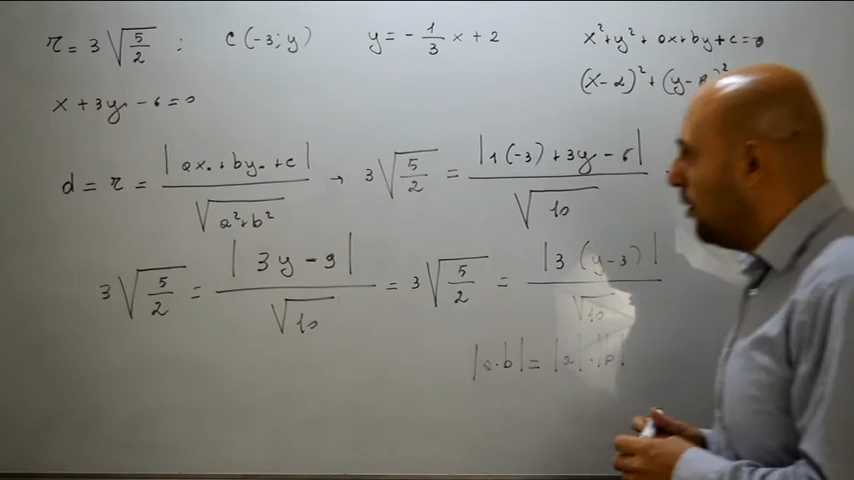 r = 3 √(5/2) : C (-3; y) y = - 1/3 x + 2 x² + y² + ax + by + c = 0
x + 3y - 6 = 0 (x - α)² + (y - β)²
d = r = |ax₀ + by₀ + c| / √(a² + b²) → 3 √(5/2) = |1(-3) + 3y - 6| / √10
3 √(5/2) = |3y - 9| / √10 = 3 √(5/2) = |3 (y - 3)| / √10
|a · b| = |a| · |b|